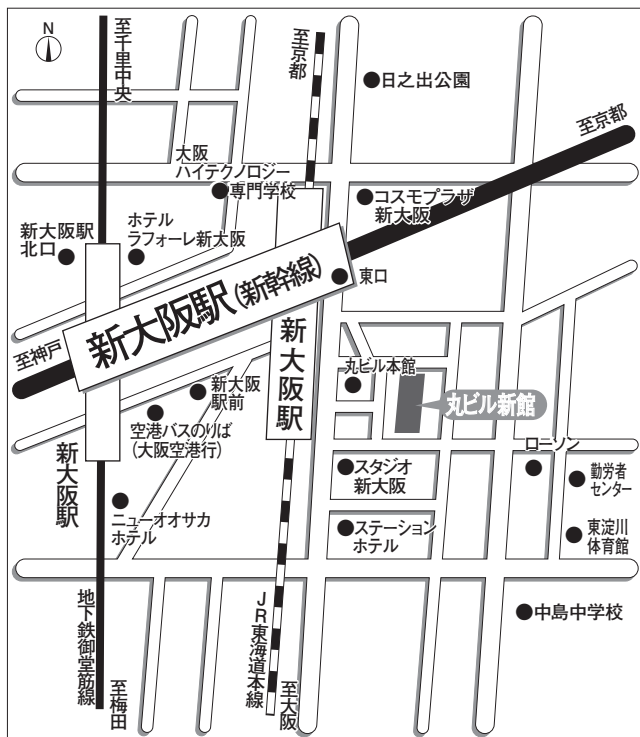 N
至千里中央
至京都
日之出公園
至京都
大阪
ハイテクノロジー
専門学校
コスモプラザ
新大阪
新大阪駅
北口
ホテル
ラフォーレ新大阪
東口
新大阪駅(新幹線)
至神戸
新大阪駅
丸ビル本館
新大阪
駅前
丸ビル新館
空港バスのりば
(大阪空港行)
ローソン
新大阪駅
スタジオ
新大阪
勤労者
センター
ニューオオサカ
ホテル
ステーション
ホテル
東淀川
体育館
中島中学校
地下鉄御堂筋線
至梅田
JR東海道本線
至大阪